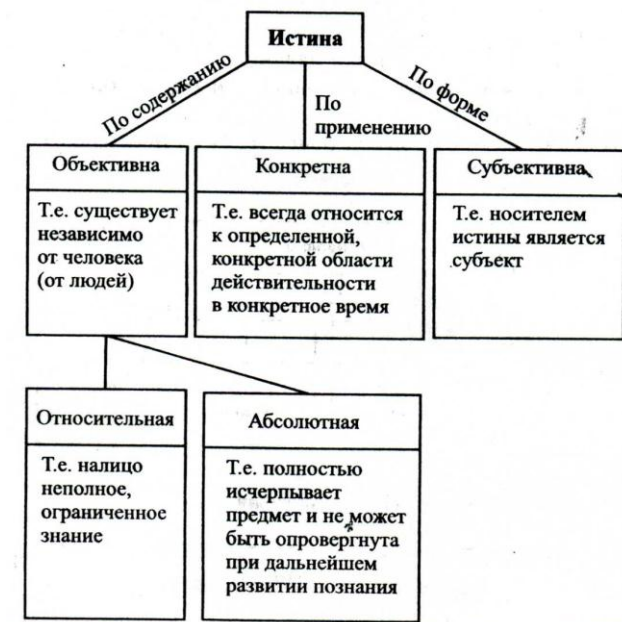 Истина
По содержанию
По
применению
По форме
Объективна
Т.е. существует
независимо
от человека
(от людей)
Конкретна
Т.е. всегда относится
к определенной,
конкретной области
действительности
в конкретное время
Субъективна
Т.е. носителем
истины является
субъект
Относительная
Т.е. налицо
неполное,
ограниченное
знание
Абсолютная
Т.е. полностью
исчерпывает
предмет и не может
быть опровергнута
при дальнейшем
развитии познания